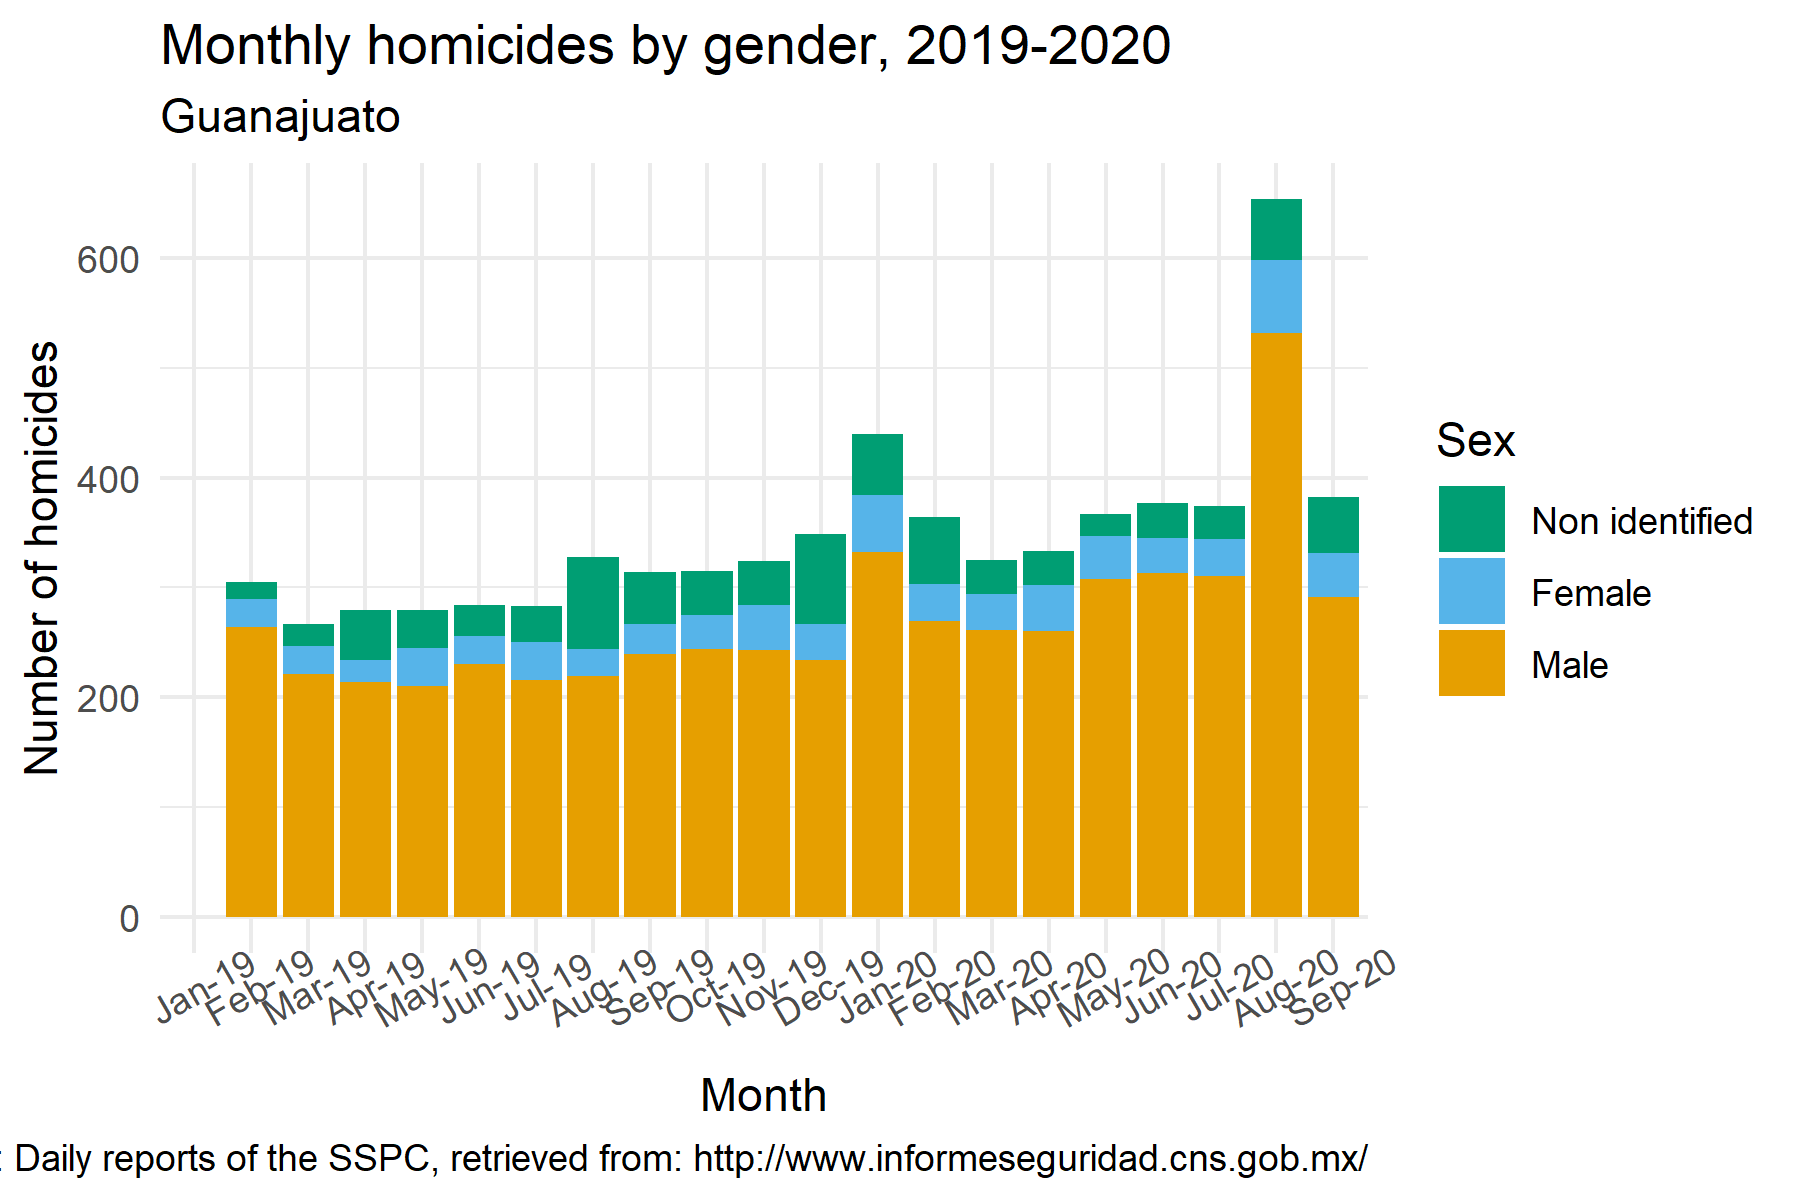 Monthly homicides by gender, 2019-2020
Guanajuato
Number of homicides
600
400
200
0
Jan-19
Feb-19
Mar-19
Apr-19
May-19
Jun-19
Jul-19
Aug-19
Sep-19
Oct-19
Nov-19
Dec-19
Jan-20
Feb-20
Mar-20
Apr-20
May-20
Jun-20
Jul-20
Aug-20
Sep-20
Month
Sex
Non identified
Female
Male
: Daily reports of the SSPC, retrieved from: http://www.informeseguridad.cns.gob.mx/